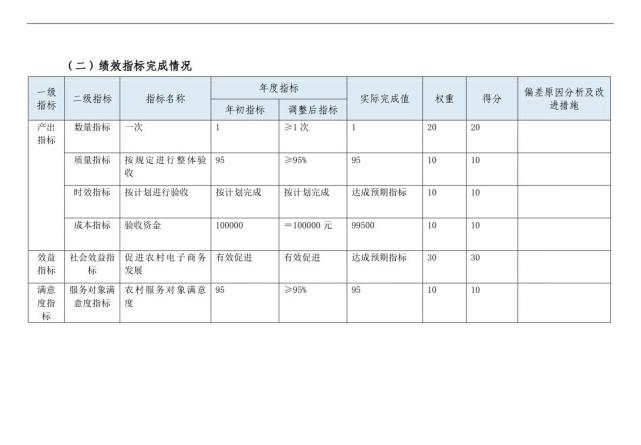 （二）绩效指标完成情况
一级指标 二级指标 指标名称 年度指标 实际完成值 权重 得分 偏差原因分析及改进措施
年初指标 调整后指标
产出指标 数量指标 一次 1 ≥1 次 1 20 20
质量指标 按规定进行整体验收 95 ≥95% 95 10 10
时效指标 按计划进行验收 按计划完成 按计划完成 达成预期指标 10 10
成本指标 验收资金 100000 ＝100000 元 99500 10 10
效益指标 社会效益指标 促进农村电子商务发展 有效促进 有效促进 达成预期指标 30 30
满意度指标 服务对象满意度指标 农村服务对象满意度 95 ≥95% 95 10 10